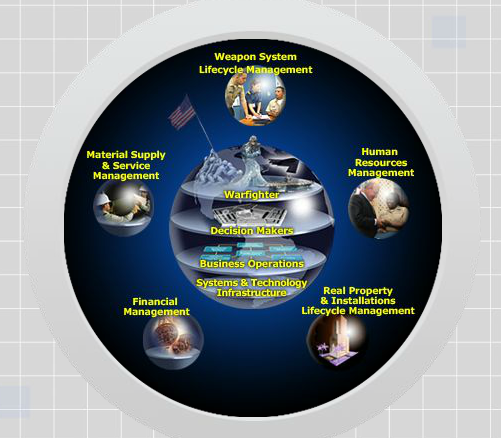 Weapon System
Lifecycle Management
Material Supply
& Service
Management
Human
Resources
Management
Warfighter
Decision Makers
Business Operations
Systems & Technology
Infrastructure
Financial
Management
Real Property
& Installations
Lifecycle Management